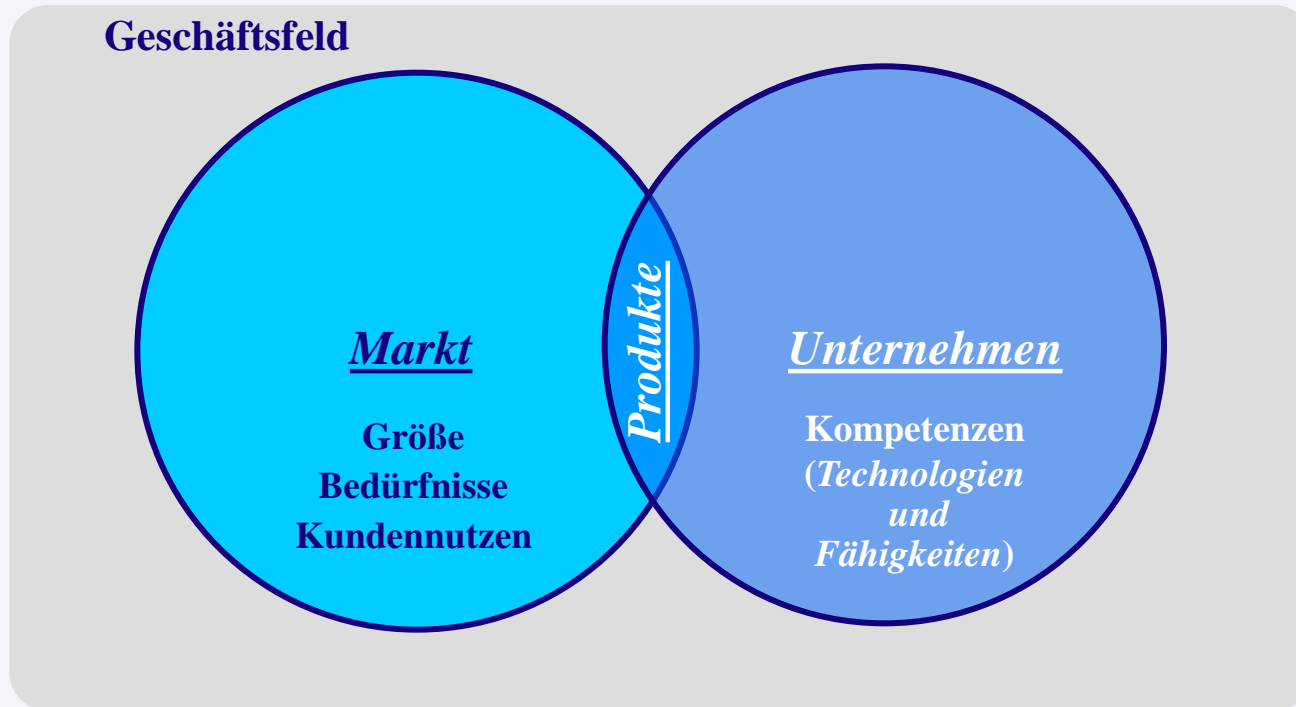 Geschäftsfeld
Markt
Größe
Bedürfnisse
Kundennutzen
Produkte
Unternehmen
Kompetenzen
(Technologien
und
Fähigkeiten)